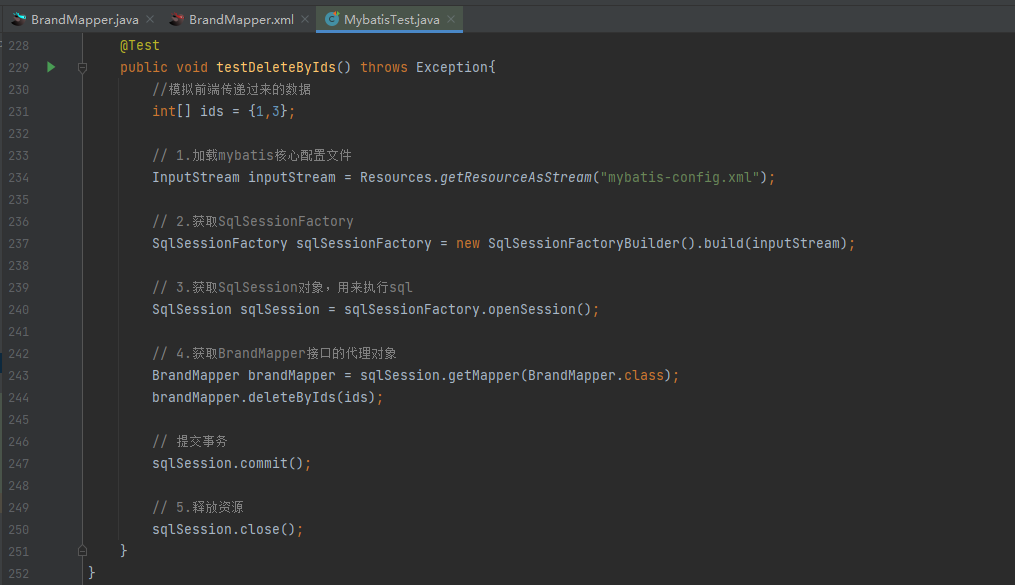 BrandMapper.java BrandMapper.xml MybatisTest.java
228 @Test
229 public void testDeleteByIds() throws Exception{
230 //模拟前端传递过来的数据
231 int[] ids = {1,3};
232
233 // 1.加载mybatis核心配置文件
234 InputStream inputStream = Resources.getResourceAsStream("mybatis-config.xml");
235
236 // 2.获取SqlSessionFactory
237 SqlSessionFactory sqlSessionFactory = new SqlSessionFactoryBuilder().build(inputStream);
238
239 // 3.获取SqlSession对象，用来执行sql
240 SqlSession sqlSession = sqlSessionFactory.openSession();
241
242 // 4.获取BrandMapper接口的代理对象
243 BrandMapper brandMapper = sqlSession.getMapper(BrandMapper.class);
244 brandMapper.deleteByIds(ids);
245
246 // 提交事务
247 sqlSession.commit();
248
249 // 5.释放资源
250 sqlSession.close();
251 }
252 }